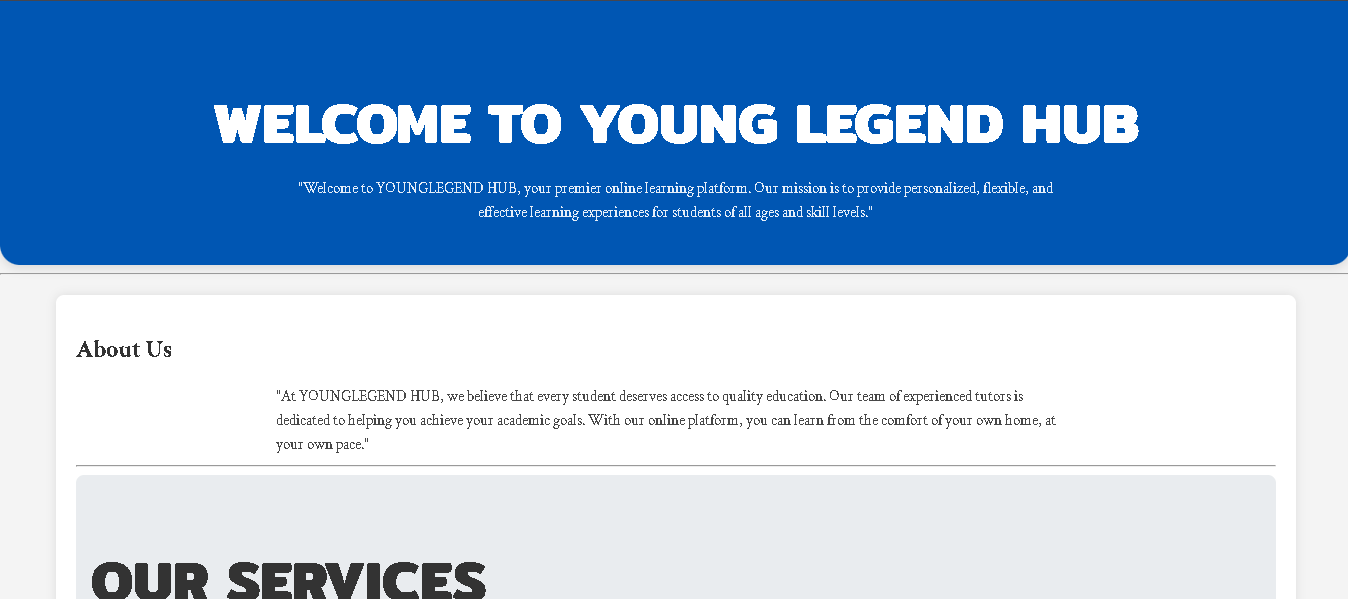 WELCOME TO YOUNG LEGEND HUB
"Welcome to YOUNGLEGEND HUB, your premier online learning platform. Our mission is to provide personalized, flexible, and
effective learning experiences for students of all ages and skill levels."
About Us
"At YOUNGLEGEND HUB, we believe that every student deserves access to quality education. Our team of experienced tutors is
dedicated to helping you achieve your academic goals. With our online platform, you can learn from the comfort of your own home, at
your own pace."
OUR SERVICES